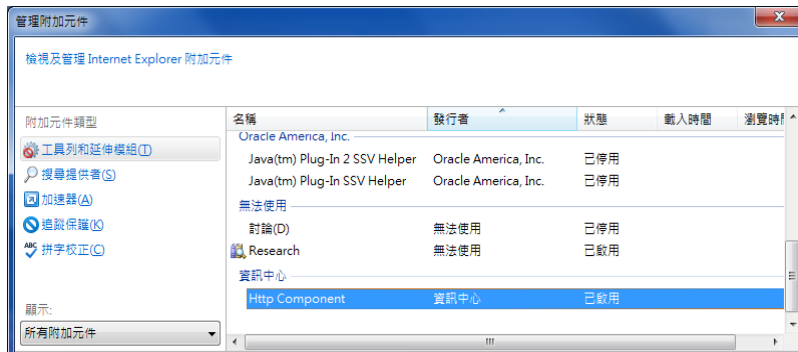 管理附加元件
檢視及管理 Internet Explorer 附加元件
附加元件類型
工具列和延伸模組(T)
搜尋提供者(S)
加速器(A)
追蹤保護(K)
ABC 拼字校正(C)
顯示:
所有附加元件
名稱 發行者 狀態 載入時間 瀏覽時
Oracle America, Inc.
Java(tm) Plug-In 2 SSV Helper Oracle America, Inc. 已停用
Java(tm) Plug-In SSV Helper Oracle America, Inc. 已停用
無法使用
討論(D) 無法使用 已停用
Research 無法使用 已啟用
資訊中心
Http Component 資訊中心 已啟用